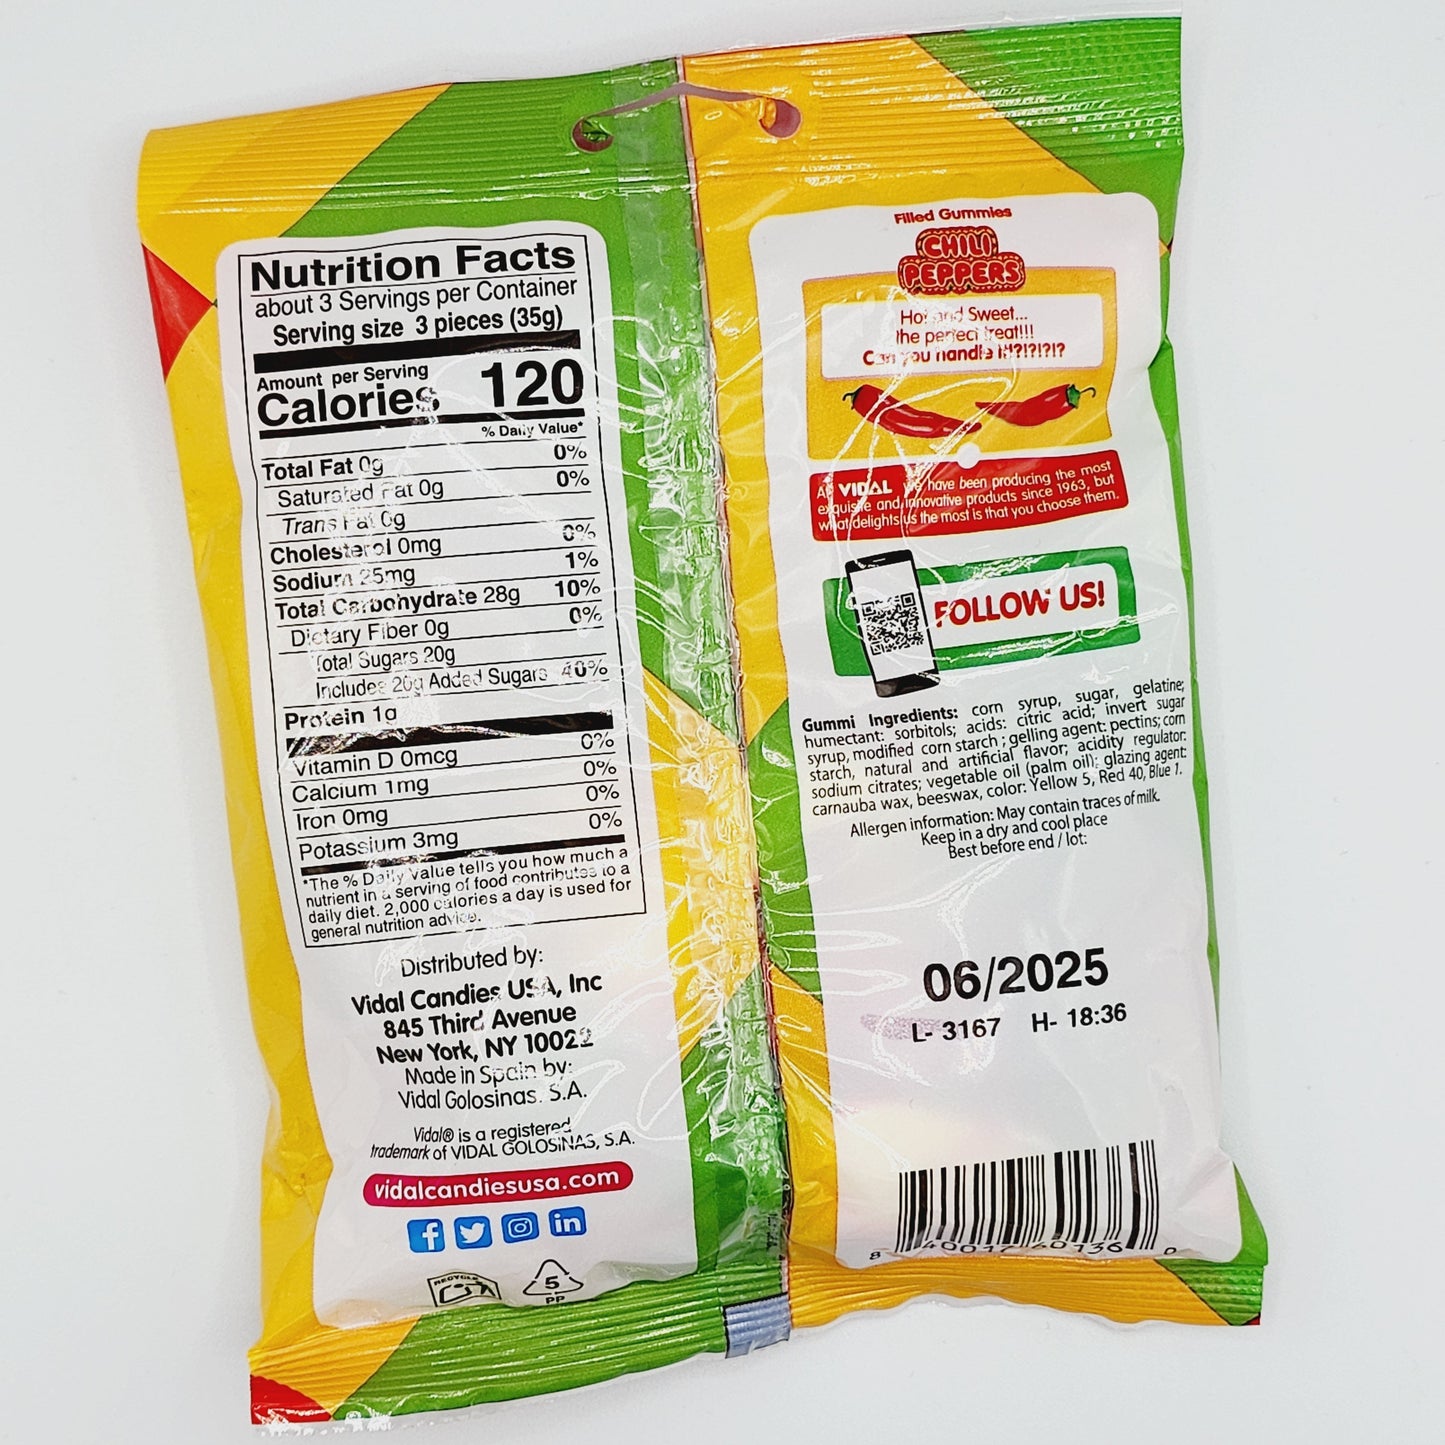 Nutrition Facts
about 3 Servings per Container
Serving size 3 pieces (35g)
Amount per Serving
Calories 120
% Daily Value*
Total Fat 0g 0%
Saturated Fat 0g 0%
Trans Fat 0g
Cholesterol 0mg 0%
Sodium 25mg 1%
Total Carbohydrate 28g 10%
Dietary Fiber 0g 0%
Total Sugars 20g
Includes 20g Added Sugars 40%
Protein 1g
Vitamin D 0mcg 0%
Calcium 1mg 0%
Iron 0mg 0%
Potassium 3mg 0%
*The % Daily Value tells you how much a
nutrient in a serving of food contributes to a
daily diet. 2,000 calories a day is used for
general nutrition advice.
Distributed by:
Vidal Candies USA, Inc
845 Third Avenue
New York, NY 10022
Made in Spain by:
Vidal Golosinas. S.A.
Vidal® is a registered
trademark of VIDAL GOLOSINAS, S.A.
vidalcandiesusa.com
RECYCLE
5
PP
Filled Gummies
CHILI
PEPPERS
Hot and Sweet...
the perfect treat!!!
Can you handle it?!?!?!?
At VIDAL we have been producing the most
exquisite and innovative products since 1963, but
what delights us the most is that you choose them.
FOLLOW US!
Gummi Ingredients: corn syrup, sugar, gelatine;
humectant: sorbitols; acids: citric acid; invert sugar
syrup, modified corn starch; gelling agent: pectins; corn
starch, natural and artificial flavor; acidity regulator:
sodium citrates; vegetable oil (palm oil); glazing agent:
carnauba wax, beeswax, color: Yellow 5, Red 40, Blue 1.
Allergen information: May contain traces of milk.
Keep in a dry and cool place
Best before end / lot:
06/2025
L- 3167 H- 18:36
8 40017 60136 0